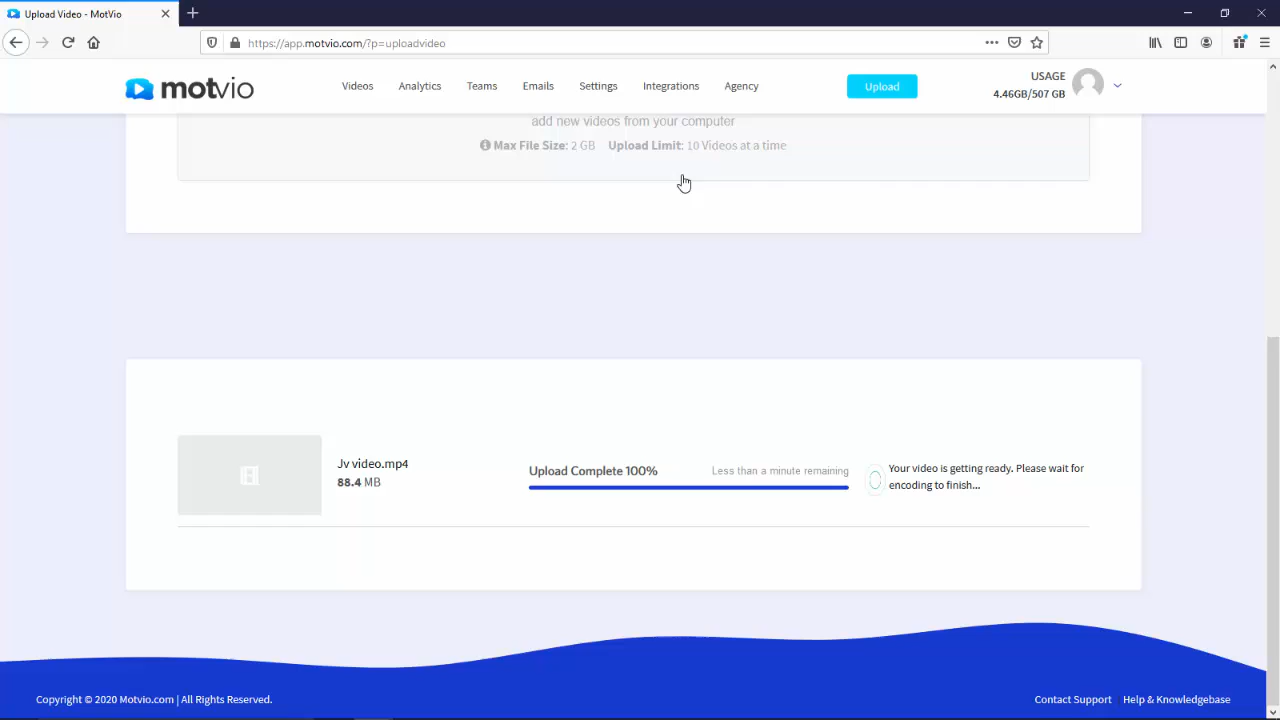 Upload Video - MotVio
https://app.motvio.com/?p=uploadvideo
motvio
Videos
Analytics
Teams
Emails
Settings
Integrations
Agency
Upload
USAGE
4.46GB/507 GB
add new videos from your computer
Max File Size: 2 GB Upload Limit: 10 Videos at a time
Jv video.mp4
88.4 MB
Upload Complete 100%
Less than a minute remaining
Your video is getting ready. Please wait for
encoding to finish...
Copyright © 2020 Motvio.com | All Rights Reserved.
Contact Support
Help & Knowledgebase